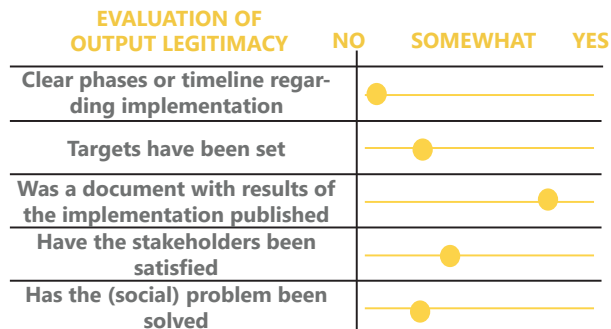 EVALUATION OF
OUTPUT LEGITIMACY NO SOMEWHAT YES
Clear phases or timeline regar-
ding implementation
Targets have been set
Was a document with results of
the implementation published
Have the stakeholders been
satisfied
Has the (social) problem been
solved